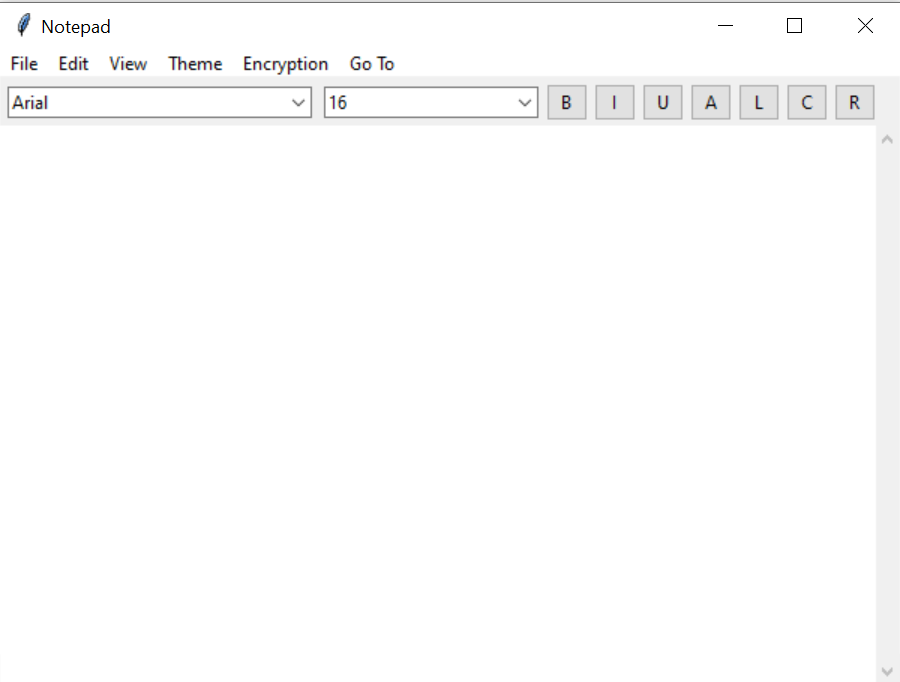 Notepad
File Edit View Theme Encryption Go To
Arial 16 B I U A L C R